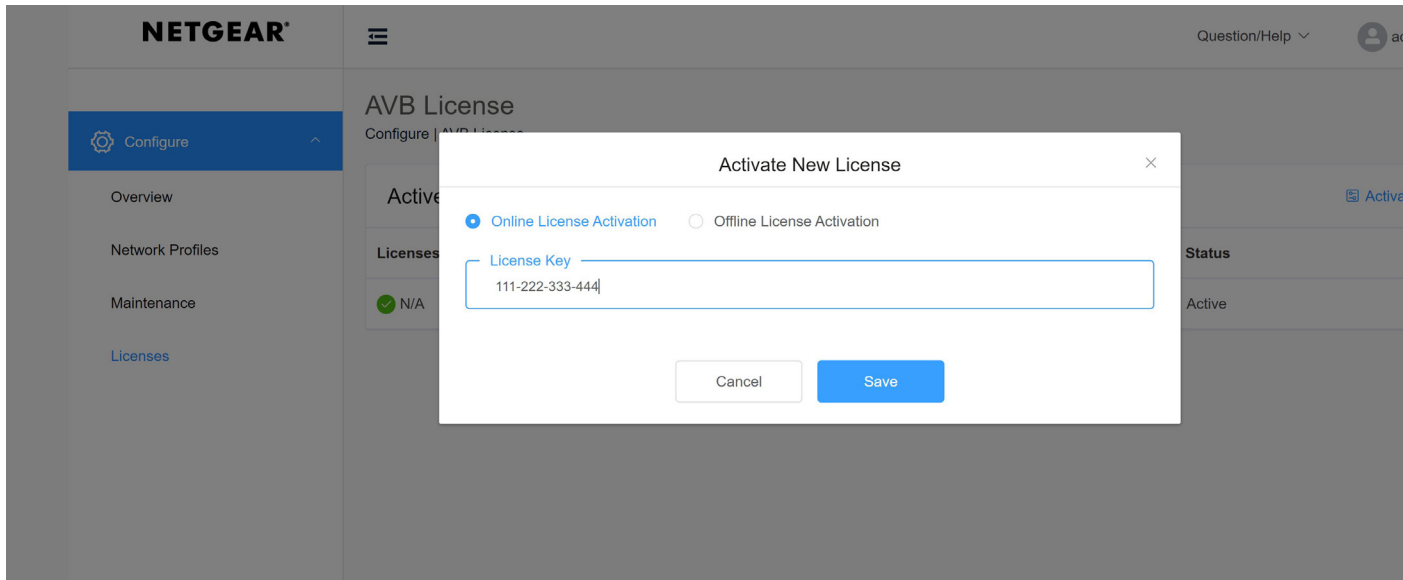 NETGEAR®
Question/Help
AVB License
Configure |
Configure
Activate New License
Overview
Active
Online License Activation
Offline License Activation
Network Profiles
Licenses
License Key
Status
111-222-333-444
Maintenance
N/A
Active
Licenses
Cancel
Save